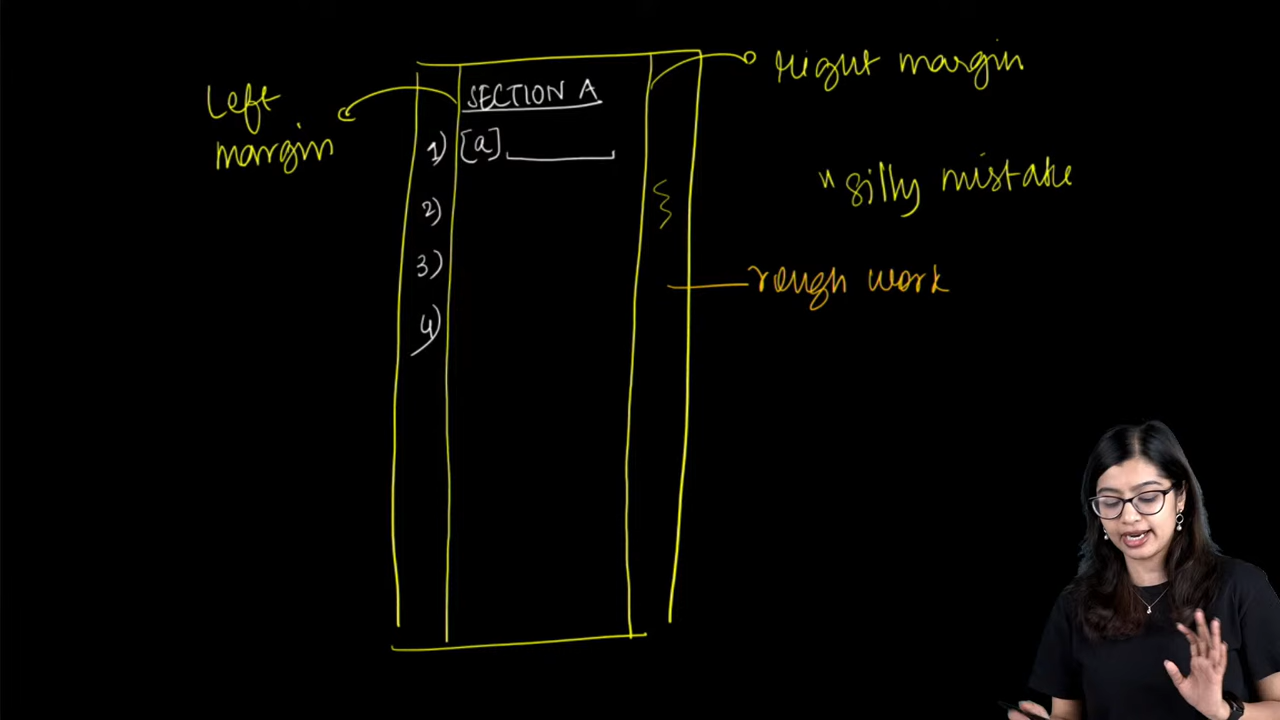 Left
margin
right margin
SECTION A
1) [a]
2)
3)
4)
" silly mistake
rough work